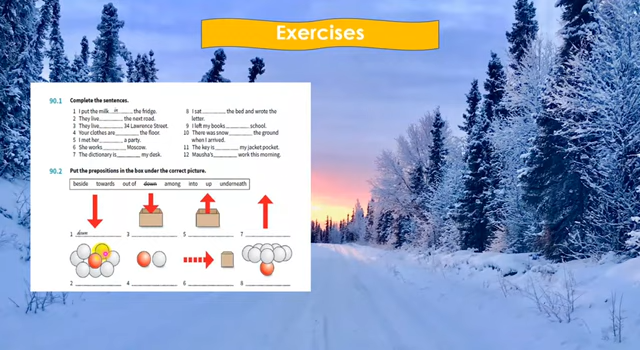 Exercises
90.1 Complete the sentences.
1 I put the milk in the fridge.
2 They live the next road.
3 They live 34 Lawrence Street.
4 Your clothes are the floor.
5 I met her a party.
6 She works Moscow.
7 The dictionary is my desk.
8 I sat the bed and wrote the
letter.
9 I left my books school.
10 There was snow the ground
when I arrived.
11 The key is my jacket pocket.
12 Mausha's work this morning.
90.2 Put the prepositions in the box under the correct picture.
beside towards out of down among into up underneath
1 down 3 5 7
2 4 6 8